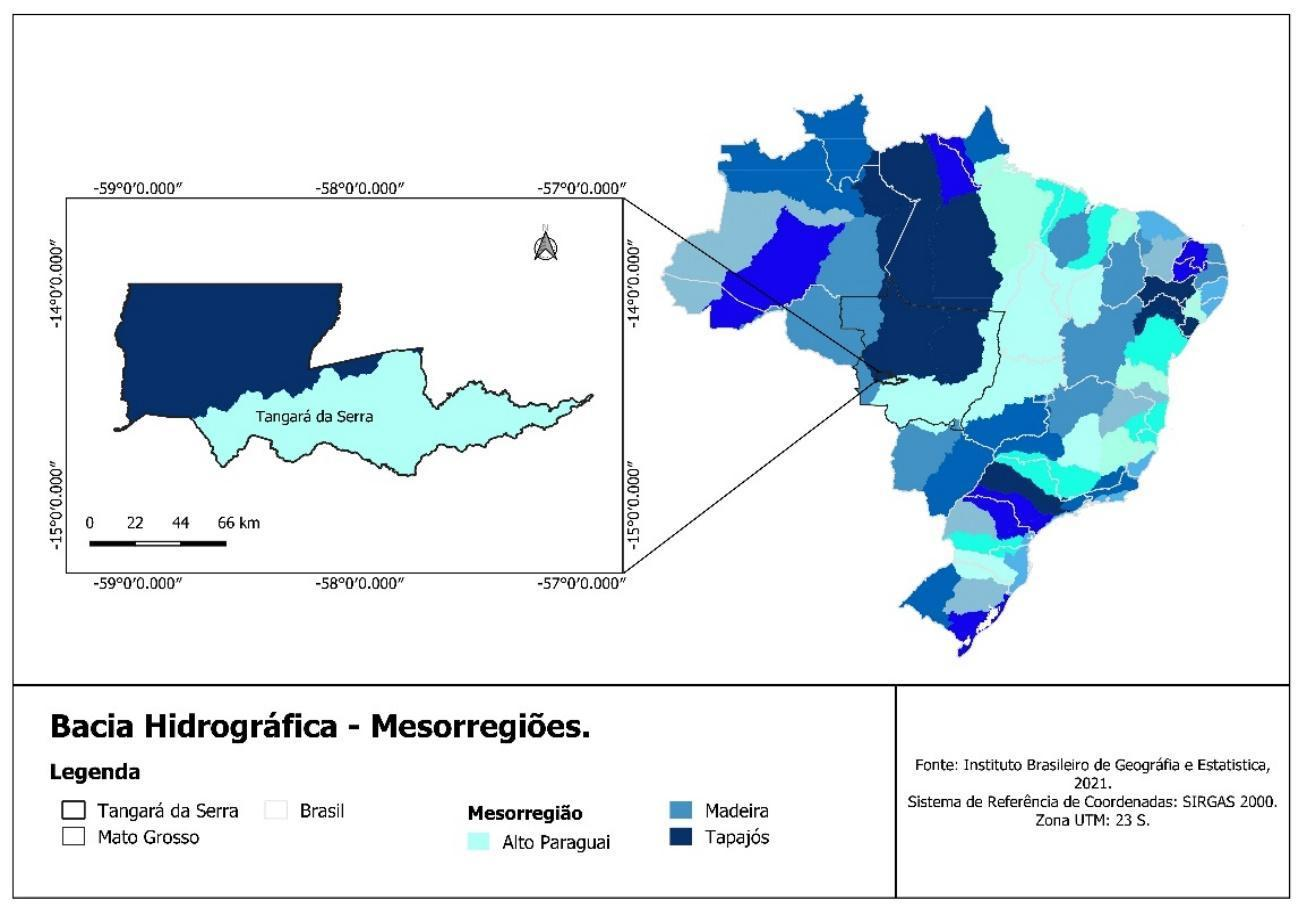 -59°0'0.000" -58°0'0.000" -57°0'0.000"
N
-14°0'0.000" -14°0'0.000"
Tangará da Serra
-15°0'0.000" -15°0'0.000"
0 22 44 66 km
-59°0'0.000" -58°0'0.000" -57°0'0.000"
Bacia Hidrográfica - Mesorregiões.
Legenda
Tangará da Serra Brasil
Mato Grosso
Mesorregião
Alto Paraguai
Madeira
Tapajós
Fonte: Instituto Brasileiro de Geográfia e Estatistica,
2021.
Sistema de Referência de Coordenadas: SIRGAS 2000.
Zona UTM: 23 S.